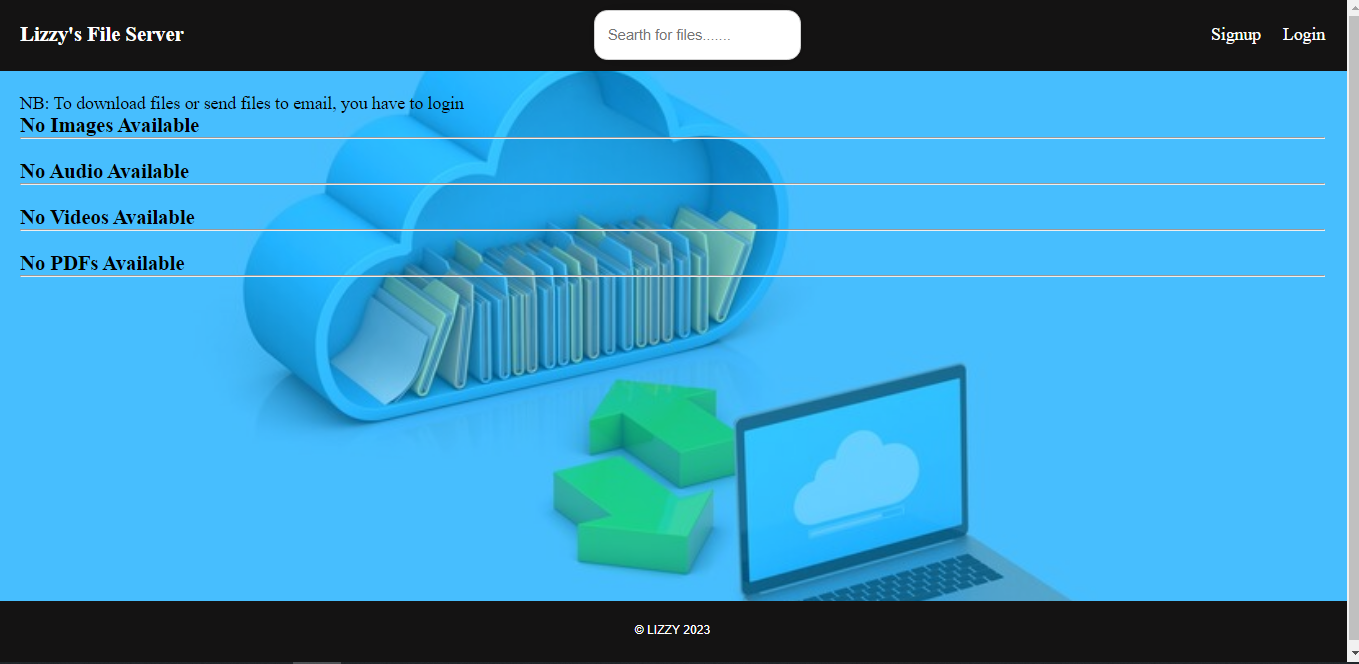 Lizzy's File Server
Searth for files.......
Signup
Login
NB: To download files or send files to email, you have to login
No Images Available
No Audio Available
No Videos Available
No PDFs Available
© LIZZY 2023